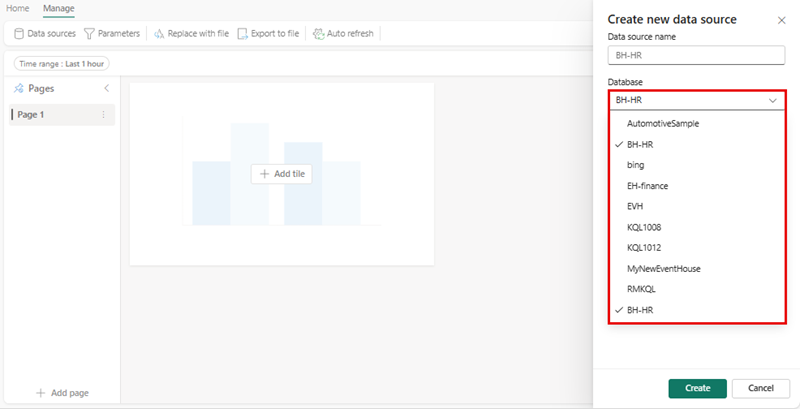 Home Manage
Data sources Parameters Replace with file Export to file Auto refresh
Time range : Last 1 hour
Pages
Page 1
Add tile
Add page
Create new data source
Data source name
BH-HR
Database
BH-HR
AutomotiveSample
BH-HR
bing
EH-finance
EVH
KQL1008
KQL1012
MyNewEventHouse
RMKQL
BH-HR
Create Cancel